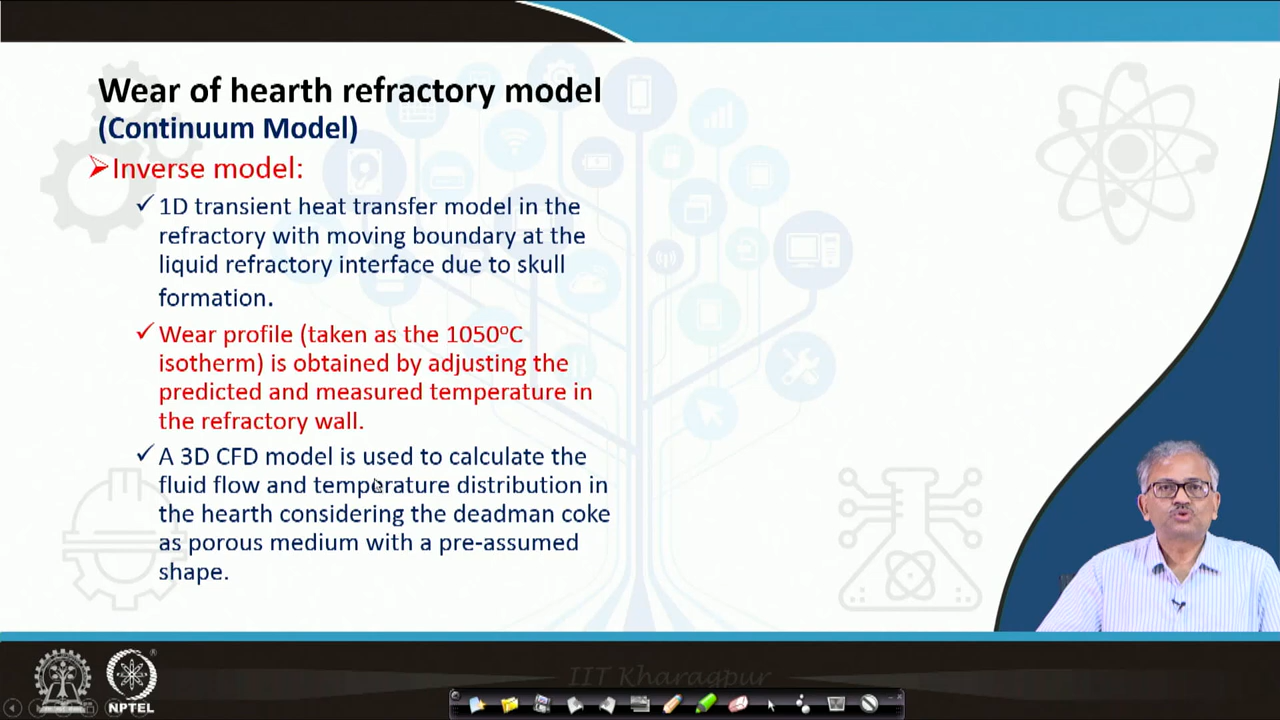 Wear of hearth refractory model
(Continuum Model)
➢Inverse model:
✓1D transient heat transfer model in the
refractory with moving boundary at the
liquid refractory interface due to skull
formation.
✓Wear profile (taken as the 1050°C
isotherm) is obtained by adjusting the
predicted and measured temperature in
the refractory wall.
✓A 3D CFD model is used to calculate the
fluid flow and temperature distribution in
the hearth considering the deadman coke
as porous medium with a pre-assumed
shape.
IIT Kharagpur
NPTEL